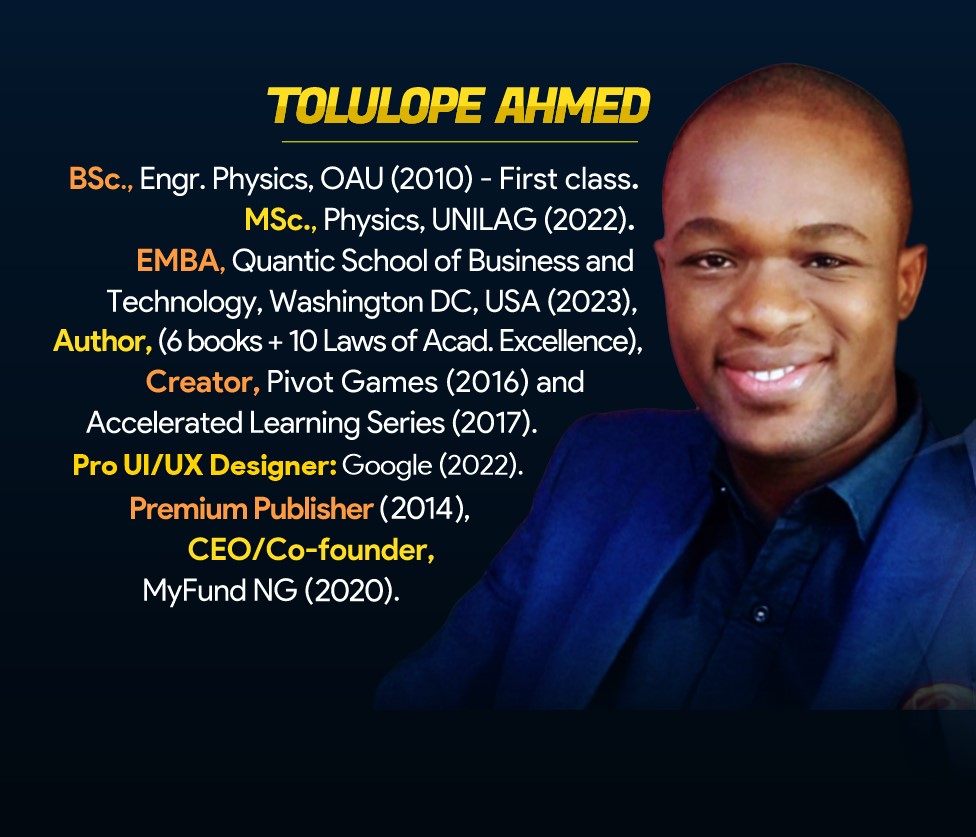 TOLULOPE AHMED
BSc., Engr. Physics, OAU (2010) - First class.
MSc., Physics, UNILAG (2022).
EMBA, Quantic School of Business and
Technology, Washington DC, USA (2023),
Author, (6 books + 10 Laws of Acad. Excellence),
Creator, Pivot Games (2016) and
Accelerated Learning Series (2017).
Pro UI/UX Designer: Google (2022).
Premium Publisher (2014),
CEO/Co-founder,
MyFund NG (2020).